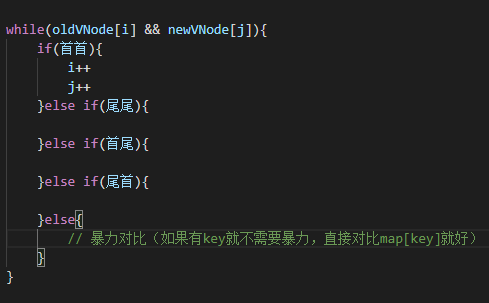 while(oldVNode[i] && newVNode[j]){
if(首首){
i++
j++
}else if(尾尾){
}else if(首尾){
}else if(尾首){
}else{
// 暴力对比（如果有key就不需要暴力，直接对比map[key]就好）
}
}